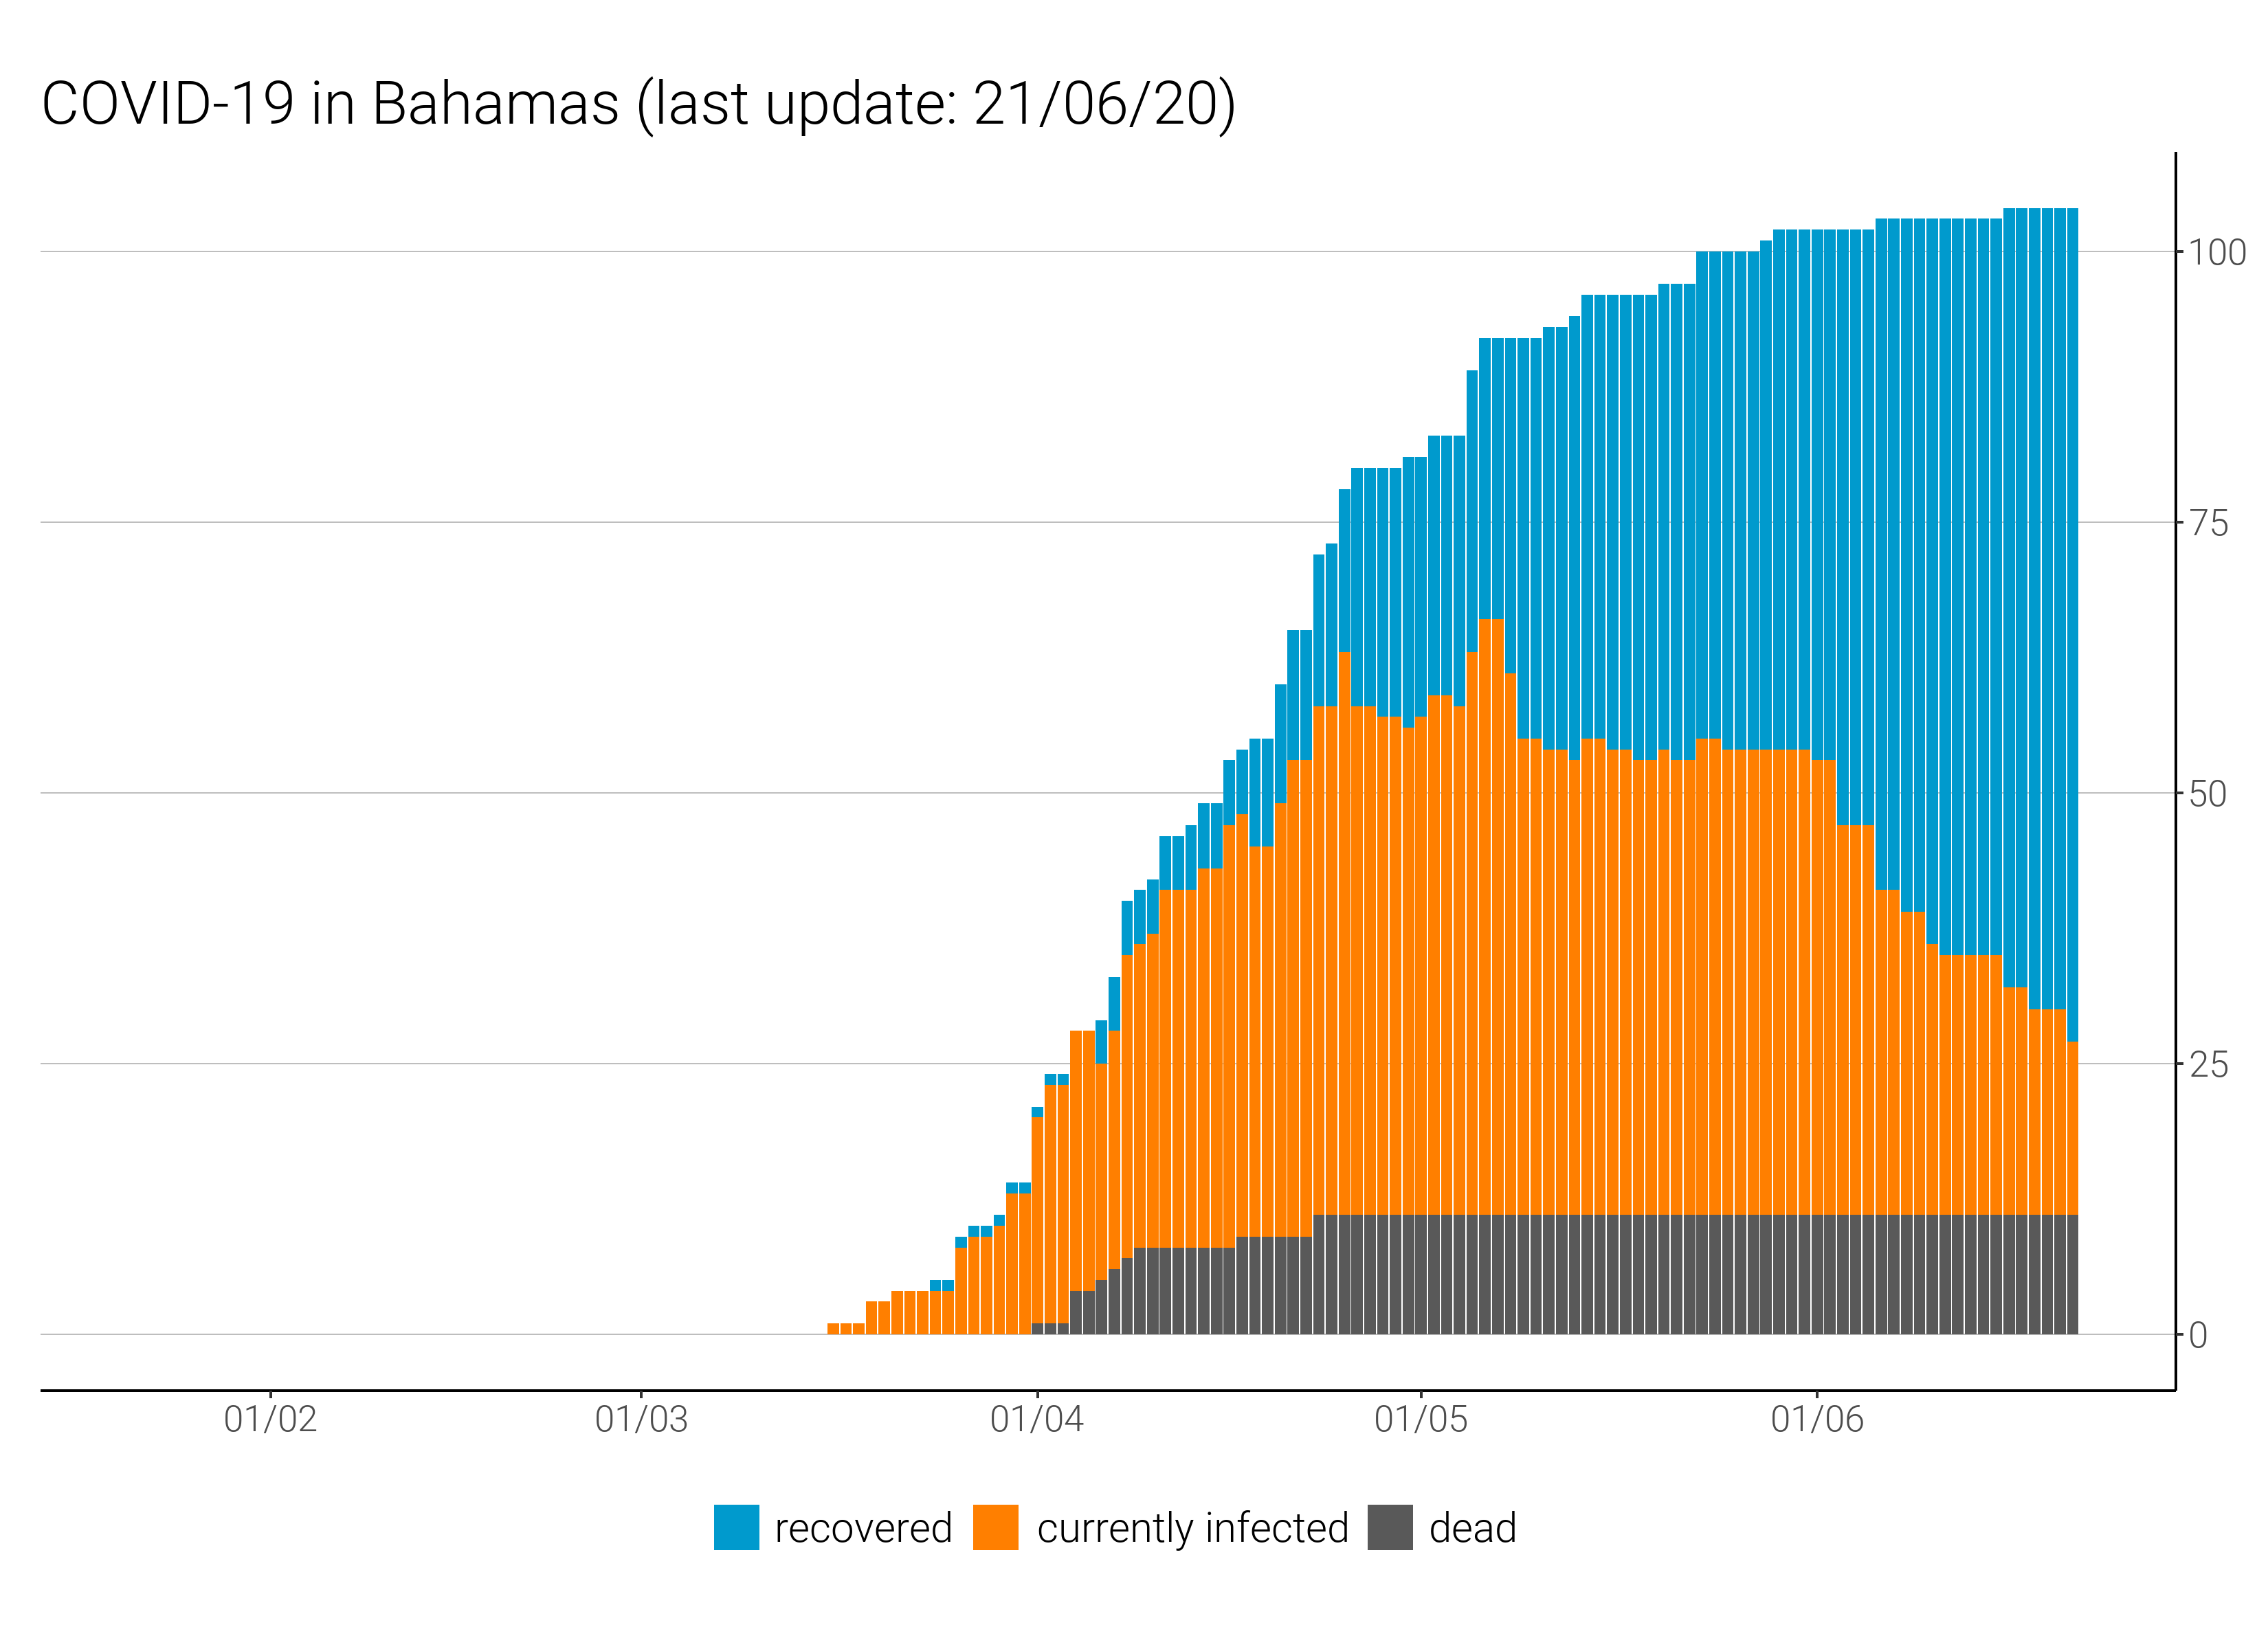 COVID-19 in Bahamas (last update: 21/06/20)
100
75
50
25
0
01/02 01/03 01/04 01/05 01/06
recovered currently infected dead